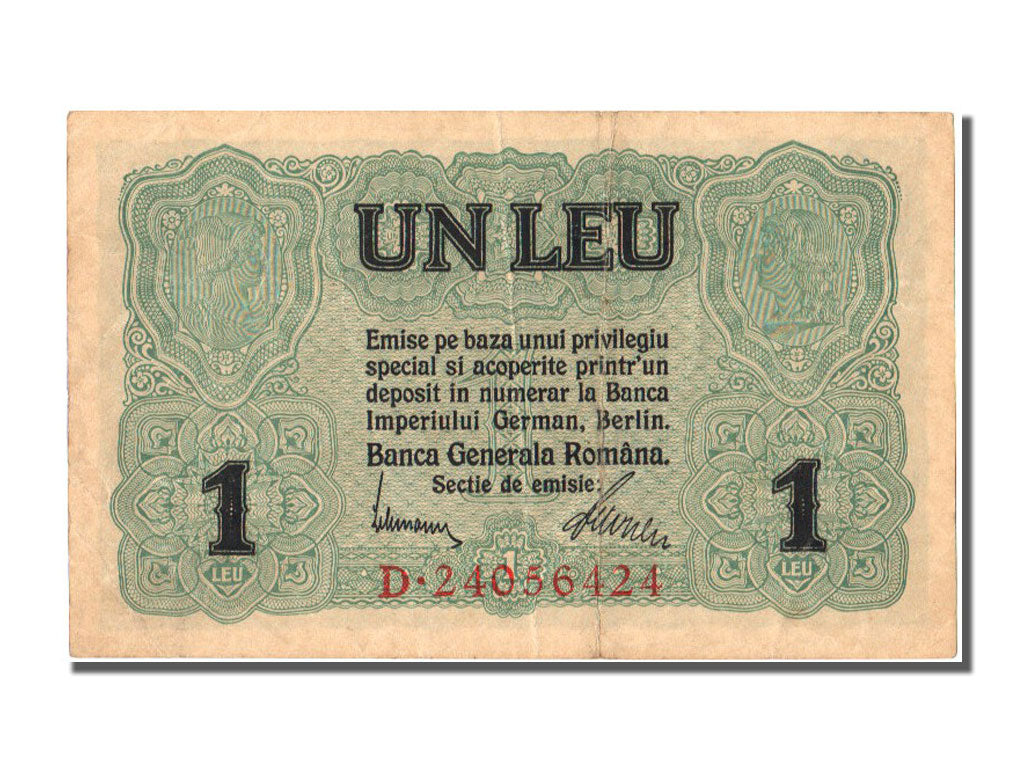 UN LEU
Emise pe baza unui privilegiu
special si acoperite printr'un
deposit in numerar la Banca
Imperiului German, Berlin.
Banca Generala Româna.
Sectie de emisie:
1 1
LEU 1 LEU
D·24056424